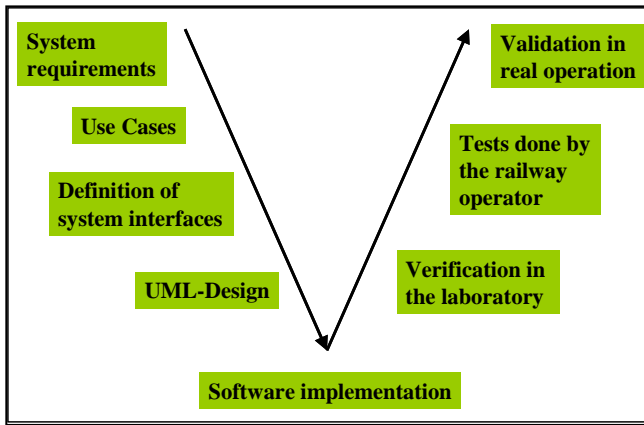 System
requirements
Use Cases
Definition of
system interfaces
UML-Design
Software implementation
Verification in
the laboratory
Tests done by
the railway
operator
Validation in
real operation